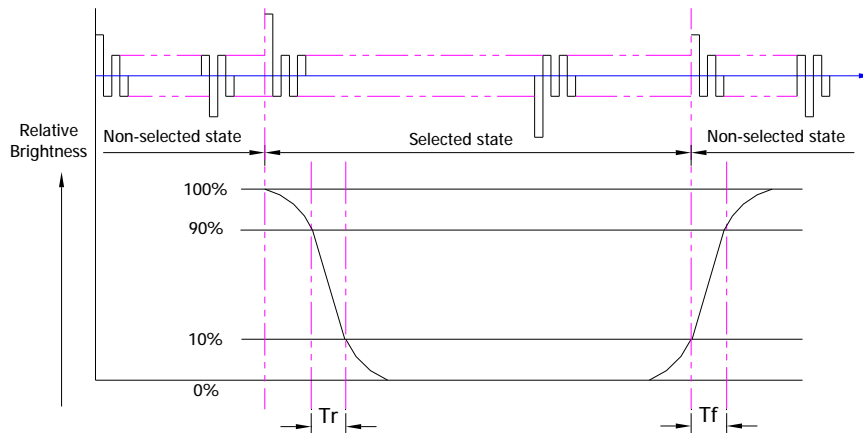 Relative
Brightness
Non-selected state
Selected state
Non-selected state
100%
90%
10%
0%
Tr
Tf